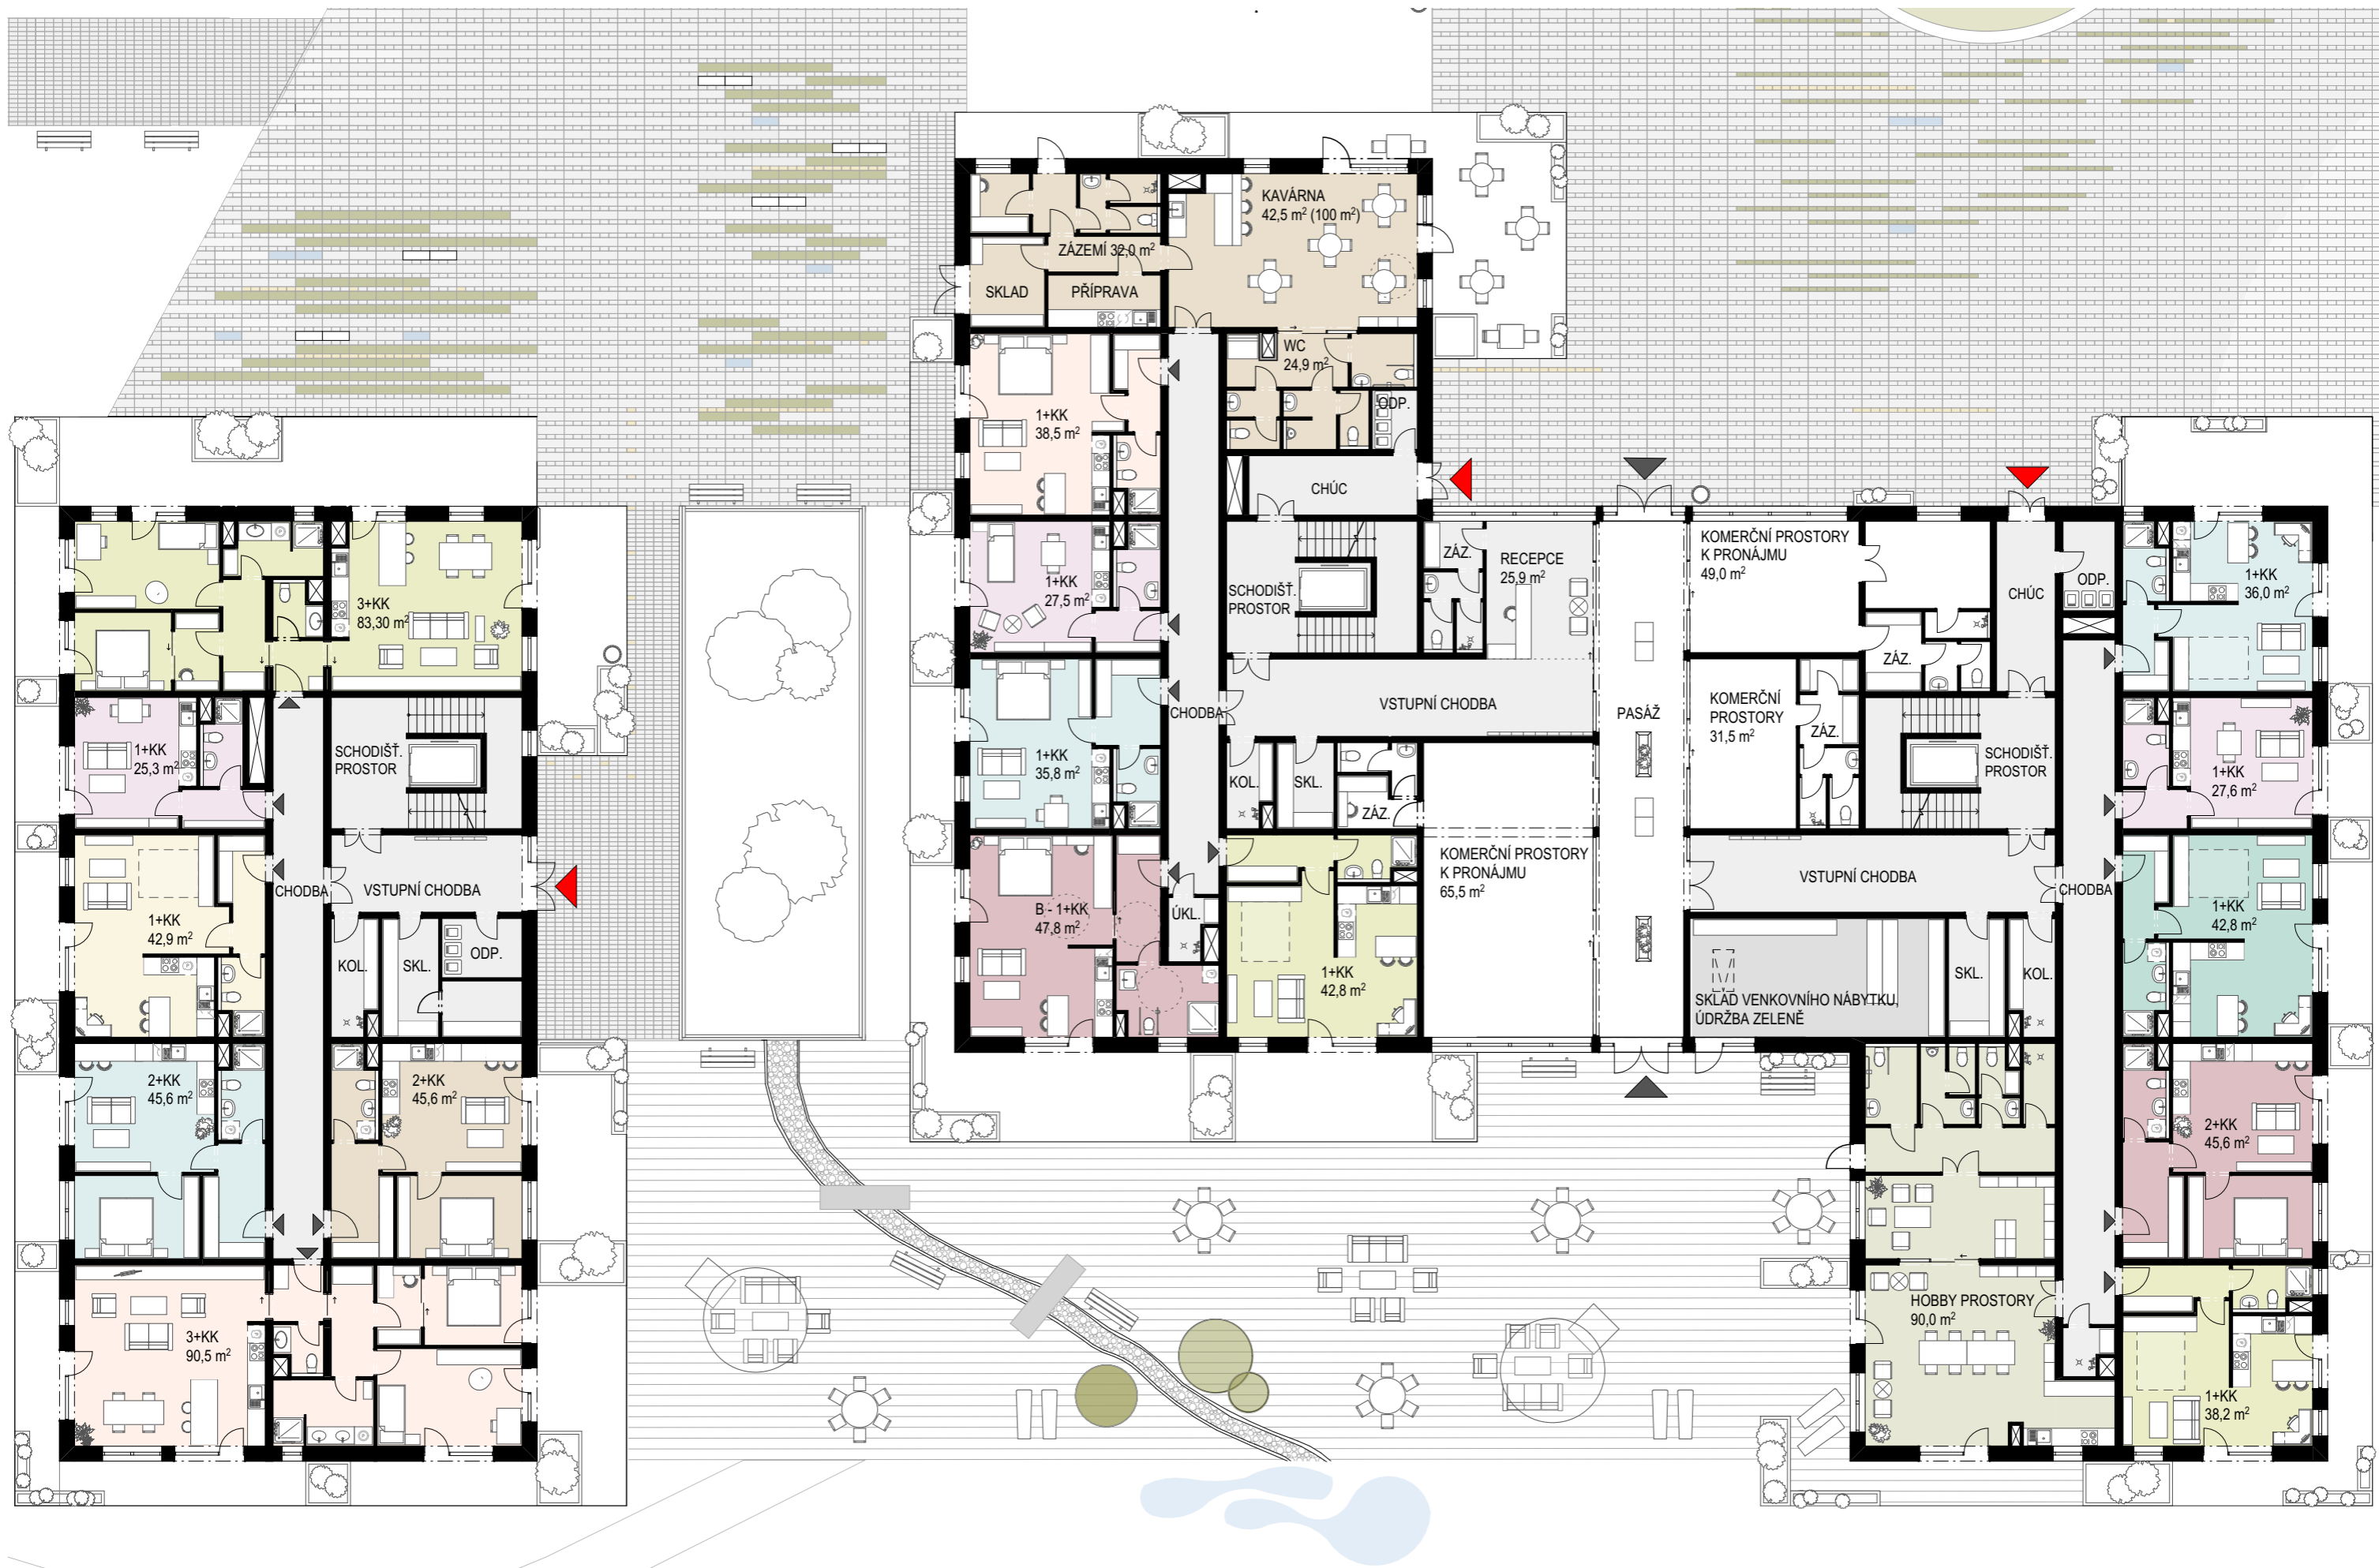 KAVÁRNA
42,5 m² (100 m²)
ZÁZEMÍ 32,0 m²
SKLAD
PŘÍPRAVA
WC
24,9 m²
ODP.
1+KK
38,5 m²
CHÚC
1+KK
27,5 m²
SCHODIŠŤ.
PROSTOR
ZÁZ.
RECEPCE
25,9 m²
KOMERČNÍ PROSTORY
K PRONÁJMU
49,0 m²
CHÚC
ODP.
1+KK
36,0 m²
ZÁZ.
3+KK
83,30 m²
1+KK
25,3 m²
SCHODIŠŤ.
PROSTOR
CHODBA
VSTUPNÍ CHODBA
PASÁŽ
KOMERČNÍ
PROSTORY
31,5 m²
ZÁZ.
SCHODIŠŤ.
PROSTOR
1+KK
27,6 m²
1+KK
35,8 m²
KOL.
SKL.
ZÁZ.
KOMERČNÍ PROSTORY
K PRONÁJMU
65,5 m²
VSTUPNÍ CHODBA
CHODBA
1+KK
42,8 m²
CHODBA
VSTUPNÍ CHODBA
1+KK
42,9 m²
KOL.
SKL.
ODP.
B - 1+KK
47,8 m²
ÚKL.
1+KK
42,8 m²
SKLAD VENKOVNÍHO NÁBYTKU,
ÚDRŽBA ZELENĚ
SKL.
KOL.
2+KK
45,6 m²
2+KK
45,6 m²
2+KK
45,6 m²
3+KK
90,5 m²
HOBBY PROSTORY
90,0 m²
1+KK
38,2 m²